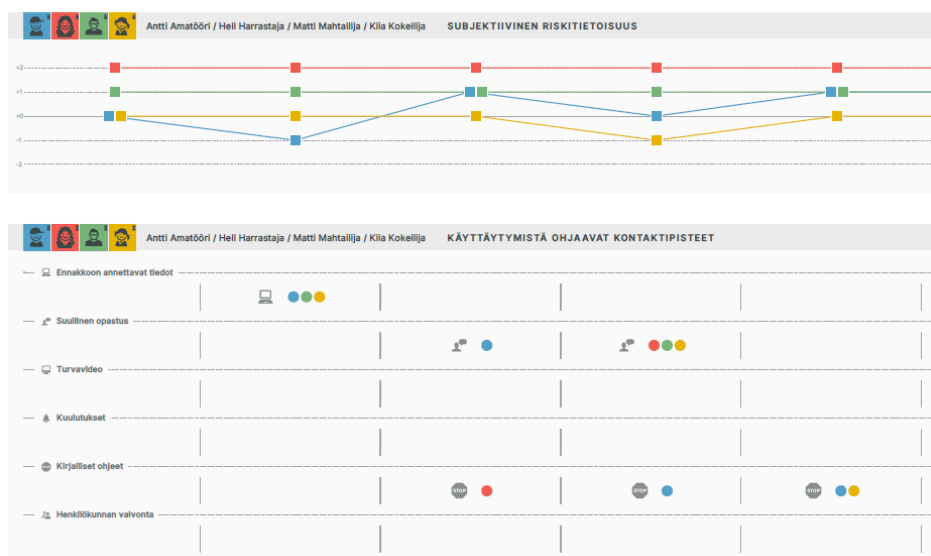 Antti Amatööri / Heli Harrastaja / Matti Mahtailija / Kiia Kokeilija SUBJEKTIIVINEN RISKITIETOISUUS
+2
+1
+0
-1
-2
Antti Amatööri / Heli Harrastaja / Matti Mahtailija / Kiia Kokeilija KÄYTTÄYTYMISTÄ OHJAAVAT KONTAKTIPISTEET
Ennakkoon annettavat tiedot
Suullinen opastus
Turvavideo
Kuulutukset
Kirjalliset ohjeet
STOP STOP STOP
Henkilökunnan valvonta